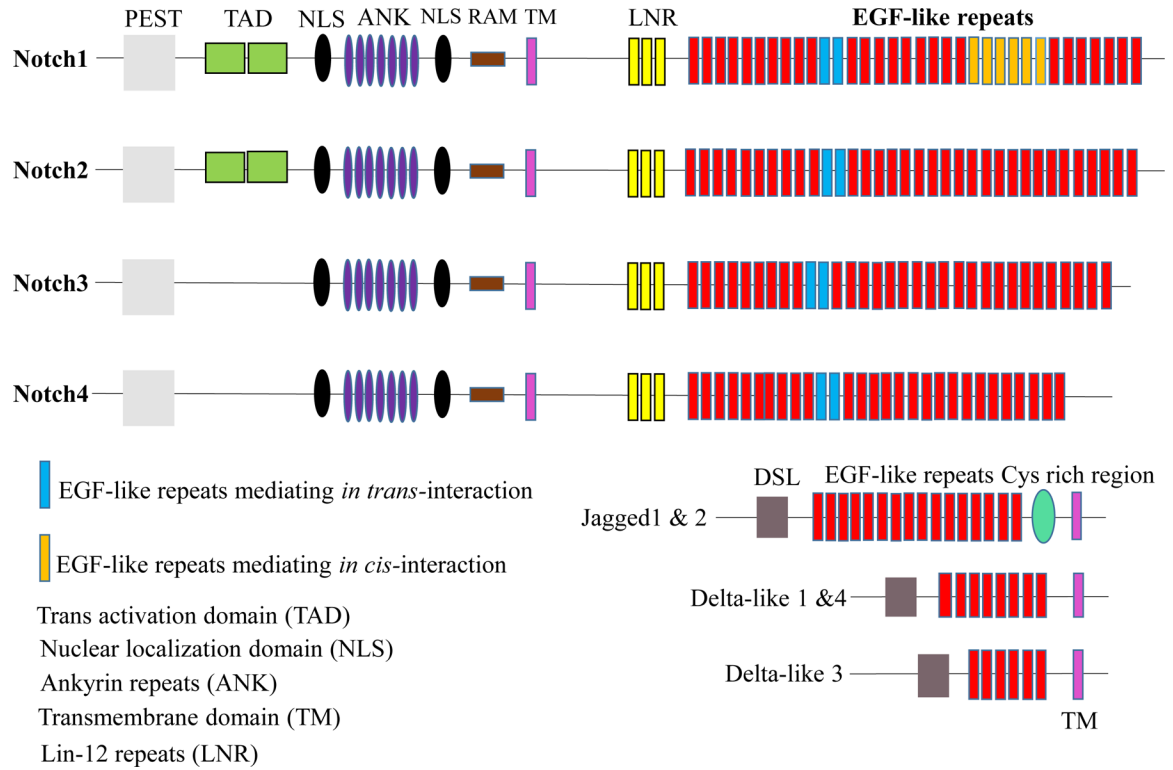 PEST TAD NLS ANK NLS RAM TM LNR EGF-like repeats
Notch1
Notch2
Notch3
Notch4
EGF-like repeats mediating in trans-interaction
EGF-like repeats mediating in cis-interaction
Trans activation domain (TAD)
Nuclear localization domain (NLS)
Ankyrin repeats (ANK)
Transmembrane domain (TM)
Lin-12 repeats (LNR)
DSL EGF-like repeats Cys rich region
Jagged1 & 2
Delta-like 1 &4
Delta-like 3
TM